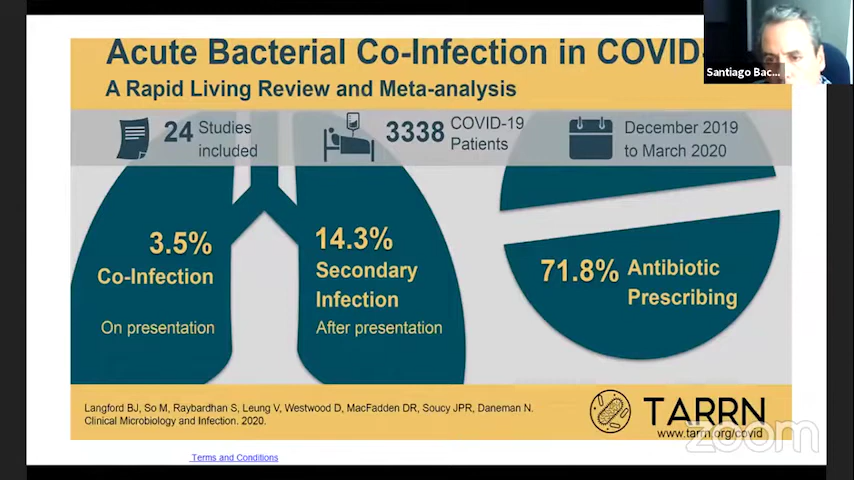 Acute Bacterial Co-Infection in COVID-
Santiago Bac...
A Rapid Living Review and Meta-analysis
24 Studies included
3338 COVID-19 Patients
December 2019
to March 2020
3.5%
Co-Infection
On presentation
14.3%
Secondary
Infection
After presentation
71.8% Antibiotic
Prescribing
Langford BJ, So M, Raybardhan S, Leung V, Westwood D, MacFadden DR, Soucy JPR, Daneman N.
Clinical Microbiology and Infection. 2020.
TARRN
www.tarrn.org/covid
zoom
Terms and Conditions